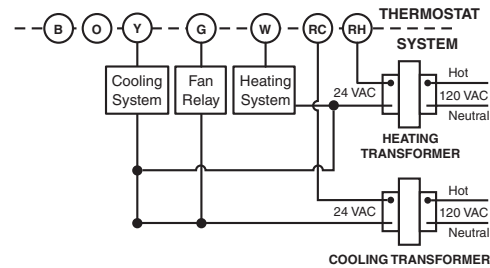 THERMOSTAT
B O Y G W RC RH
SYSTEM
Cooling System
Fan Relay
Heating System
24 VAC
Hot
120 VAC
Neutral
HEATING TRANSFORMER
24 VAC
Hot
120 VAC
Neutral
COOLING TRANSFORMER